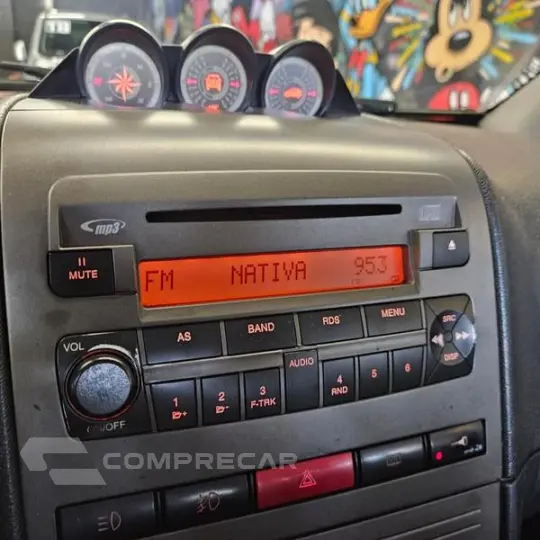 mp3
II MUTE
FM NATIVA 953
VOL
AS BAND RDS MENU
SRC
DISP
AUDIO
1 2 3 4 5 6
F-TRK RND
ON/OFF
COMPRECAR